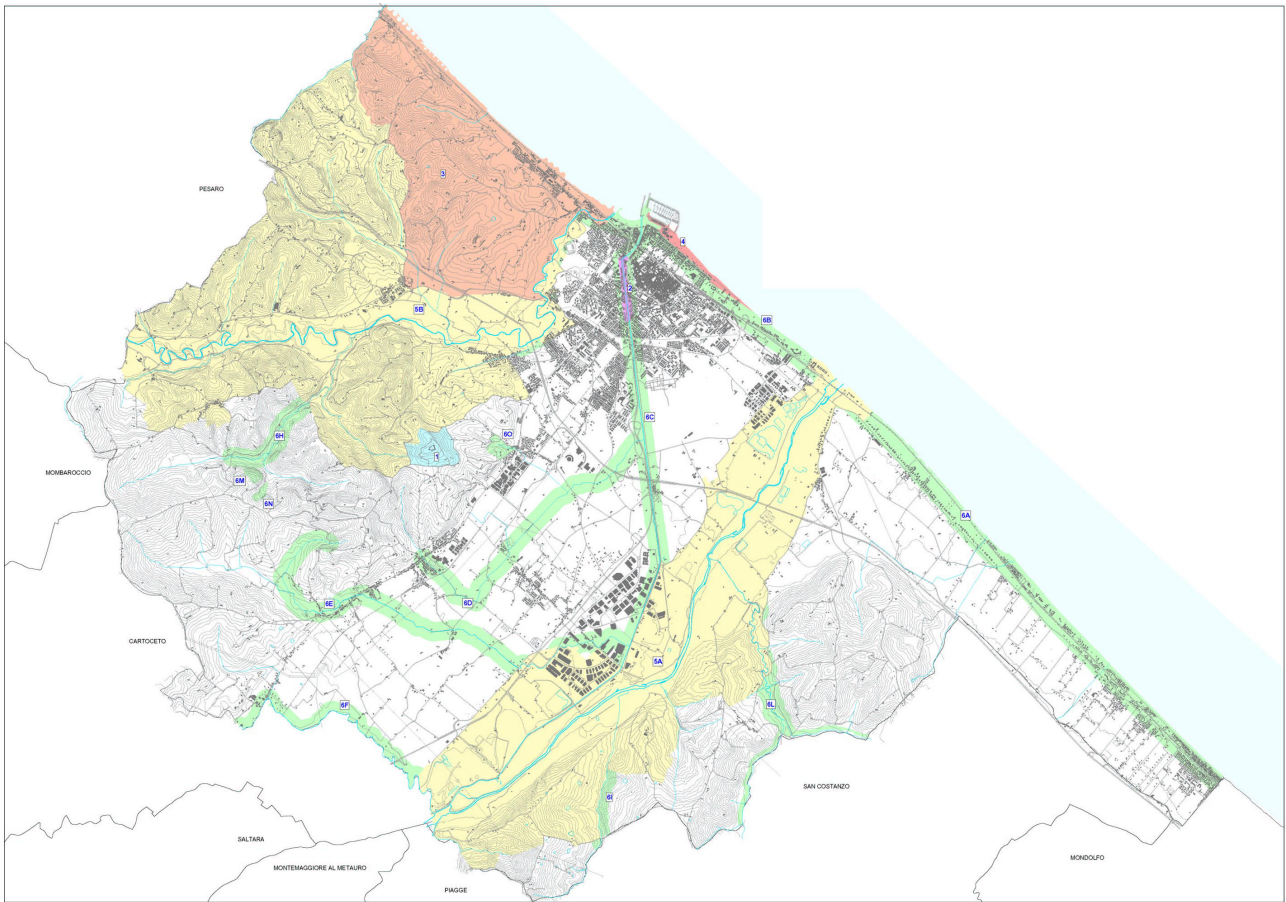 3
PESARO
4
2
5B
6B
6C
6H
6O
1
MOMBAROCCIO
6M
6N
6A
6E
6D
CARTOCETO
5A
6F
6L
SAN COSTANZO
6I
SALTARA
MONDOLFO
MONTEMAGGIORE AL METAURO
PIAGGE